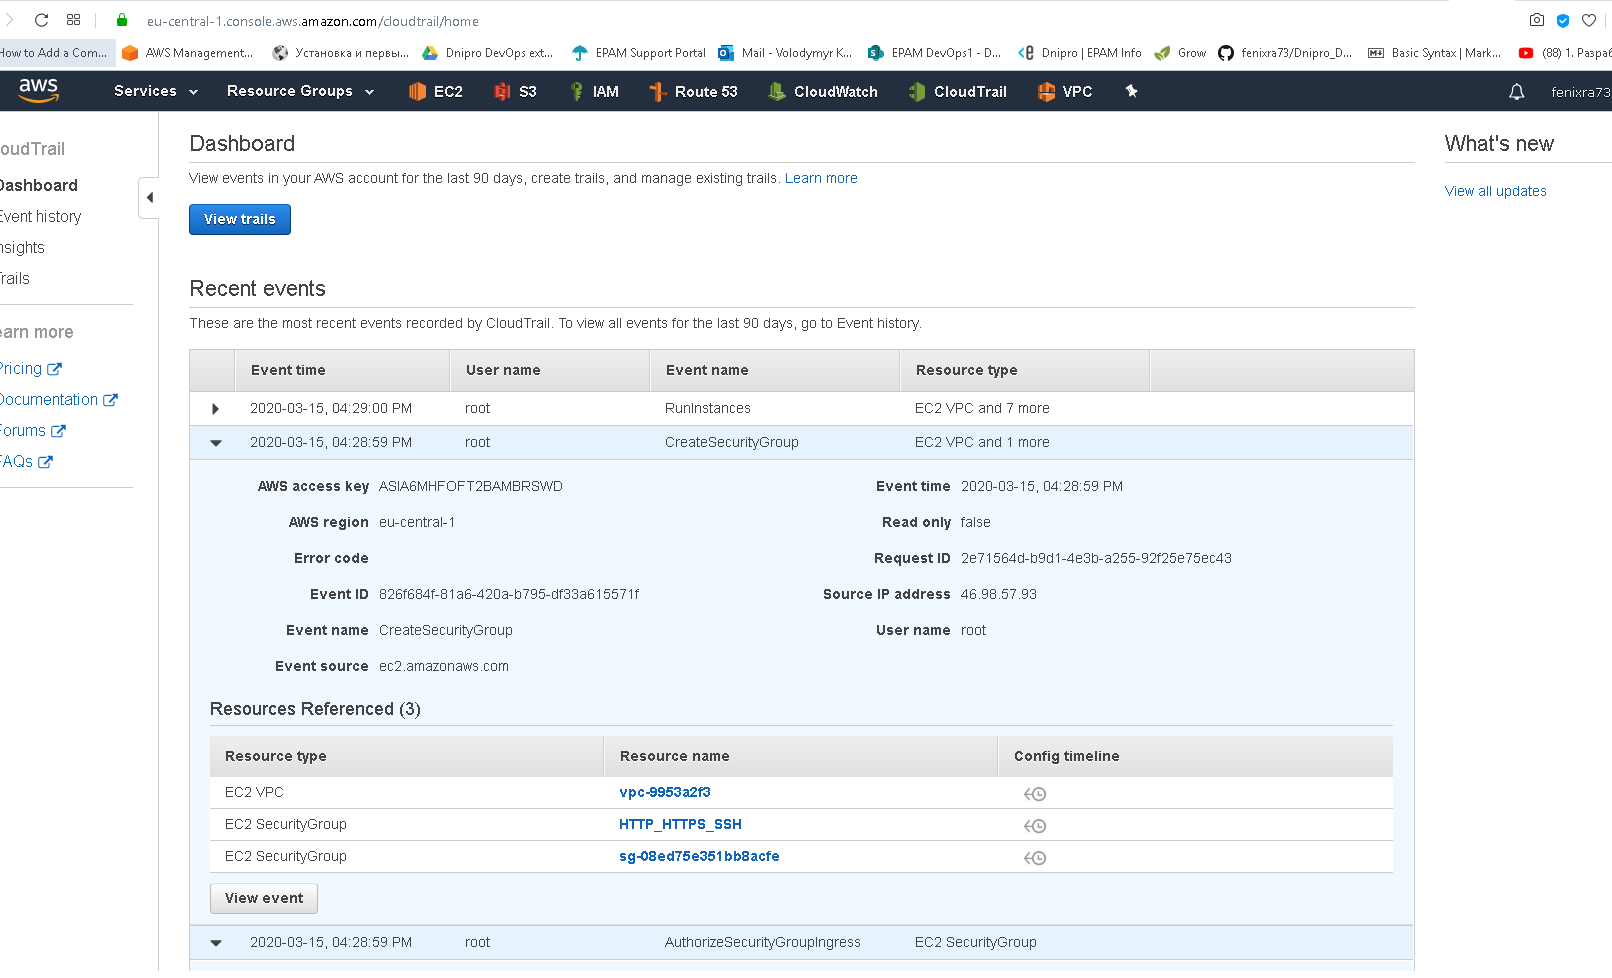 eu-central-1.console.aws.amazon.com/cloudtrail/home
How to Add a Com... AWS Management... Установка и первы... Dnipro DevOps ext... EPAM Support Portal Mail - Volodymyr K... EPAM DevOps1 - D... Dnipro | EPAM Info Grow fenixra73/Dnipro_D... Basic Syntax | Mark... (88) 1. Разраб
aws Services Resource Groups EC2 S3 IAM Route 53 CloudWatch CloudTrail VPC fenixra73
oudTrail
Dashboard
Event history
nsights
Trails
earn more
Pricing
Documentation
Forums
FAQs
Dashboard
View events in your AWS account for the last 90 days, create trails, and manage existing trails. Learn more
View trails
Recent events
These are the most recent events recorded by CloudTrail. To view all events for the last 90 days, go to Event history.
Event time User name Event name Resource type
2020-03-15, 04:29:00 PM root RunInstances EC2 VPC and 7 more
2020-03-15, 04:28:59 PM root CreateSecurityGroup EC2 VPC and 1 more
AWS access key ASIA6MHFOFT2BAMBRSWD Event time 2020-03-15, 04:28:59 PM
AWS region eu-central-1 Read only false
Error code Request ID 2e71564d-b9d1-4e3b-a255-92f25e75ec43
Event ID 826f684f-81a6-420a-b795-df33a615571f Source IP address 46.98.57.93
Event name CreateSecurityGroup User name root
Event source ec2.amazonaws.com
Resources Referenced (3)
Resource type Resource name Config timeline
EC2 VPC vpc-9953a2f3
EC2 SecurityGroup HTTP_HTTPS_SSH
EC2 SecurityGroup sg-08ed75e351bb8acfe
View event
2020-03-15, 04:28:59 PM root AuthorizeSecurityGroupIngress EC2 SecurityGroup
What's new
View all updates